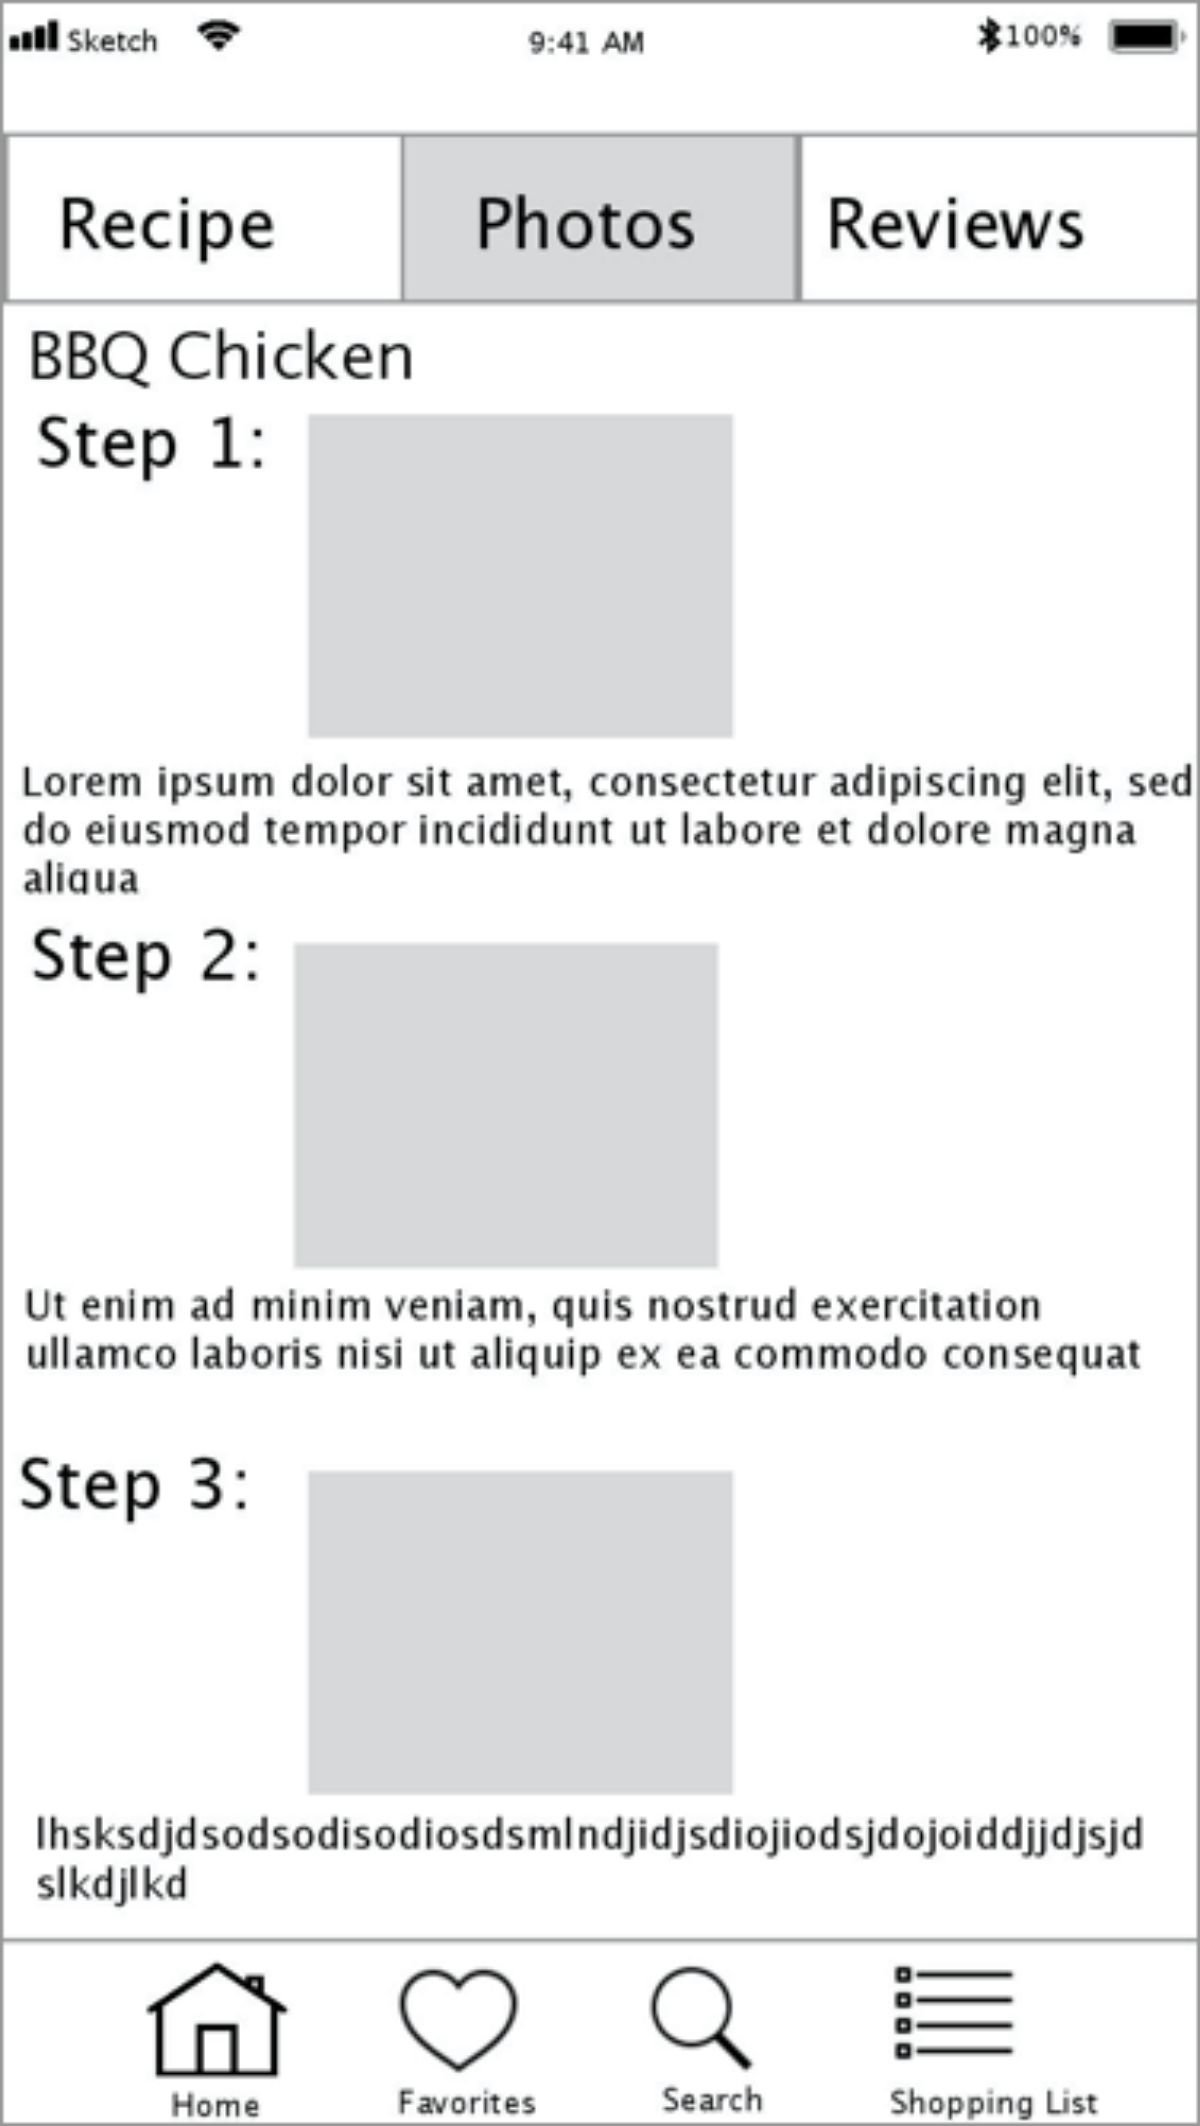 Sketch 9:41 AM 100%
Recipe Photos Reviews
BBQ Chicken
Step 1:
Lorem ipsum dolor sit amet, consectetur adipiscing elit, sed
do eiusmod tempor incididunt ut labore et dolore magna
aliqua
Step 2:
Ut enim ad minim veniam, quis nostrud exercitation
ullamco laboris nisi ut aliquip ex ea commodo consequat
Step 3:
lhsksdjdsodsodisodiosdsmlndjidjsdiojiodsjdojoiddjjdjsjd
slkdjlkd
Home Favorites Search Shopping List